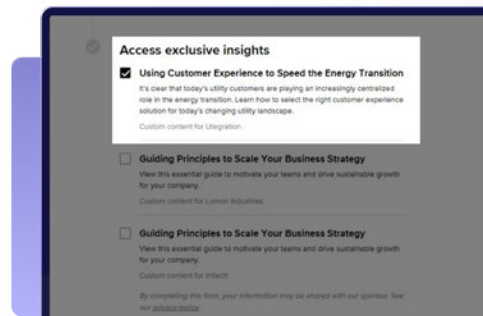 Access exclusive insights
Using Customer Experience to Speed the Energy Transition
It's clear that today's utility customers are playing an increasingly centralized
role in the energy transition. Learn how to select the right customer experience
solution for today's changing utility landscape.
Custom content for Utegration
Guiding Principles to Scale Your Business Strategy
View this essential guide to motivate your teams and drive sustainable growth
for your company.
Custom content for Lumon Industries
Guiding Principles to Scale Your Business Strategy
View this essential guide to motivate your teams and drive sustainable growth
for your company.
Custom content for Initech
By completing this form, your information may be shared with our sponsor. See
our privacy policy